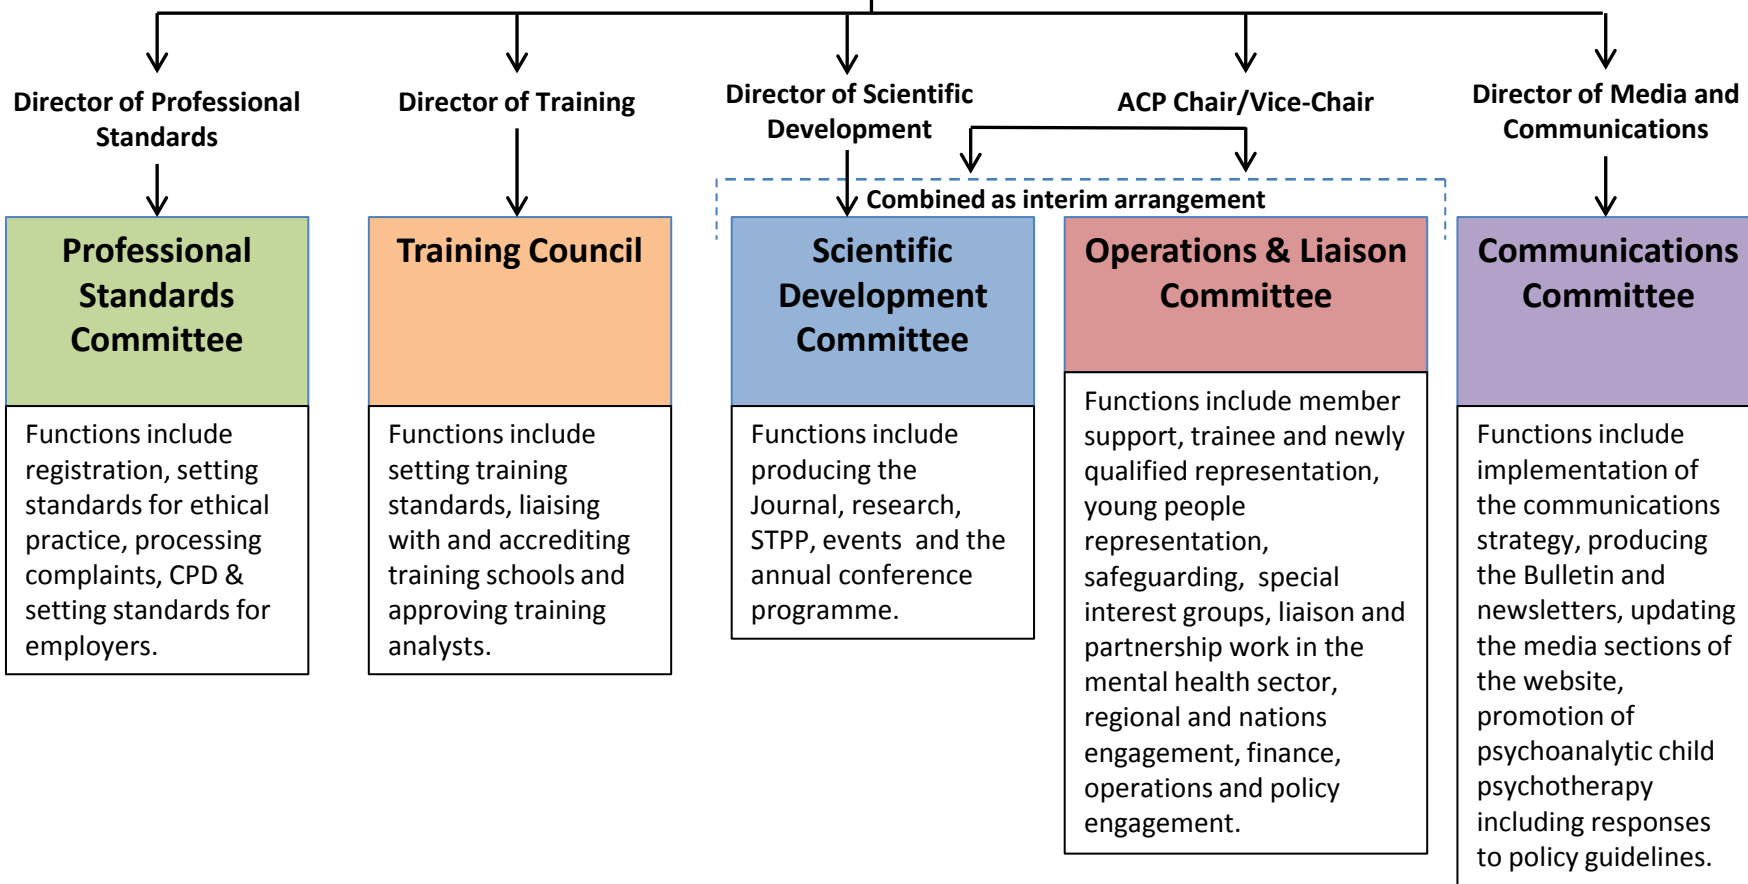 Director of Professional
Standards
Director of Training
Director of Scientific
Development
ACP Chair/Vice-Chair
Director of Media and
Communications
Combined as interim arrangement
Professional
Standards
Committee
Functions include
registration, setting
standards for ethical
practice, processing
complaints, CPD &
setting standards for
employers.
Training Council
Functions include
setting training
standards, liaising
with and accrediting
training schools and
approving training
analysts.
Scientific
Development
Committee
Functions include
producing the
Journal, research,
STPP, events and the
annual conference
programme.
Operations & Liaison
Committee
Functions include member
support, trainee and newly
qualified representation,
young people
representation,
safeguarding, special
interest groups, liaison and
partnership work in the
mental health sector,
regional and nations
engagement, finance,
operations and policy
engagement.
Communications
Committee
Functions include
implementation of
the communications
strategy, producing
the Bulletin and
newsletters, updating
the media sections of
the website,
promotion of
psychoanalytic child
psychotherapy
including responses
to policy guidelines.